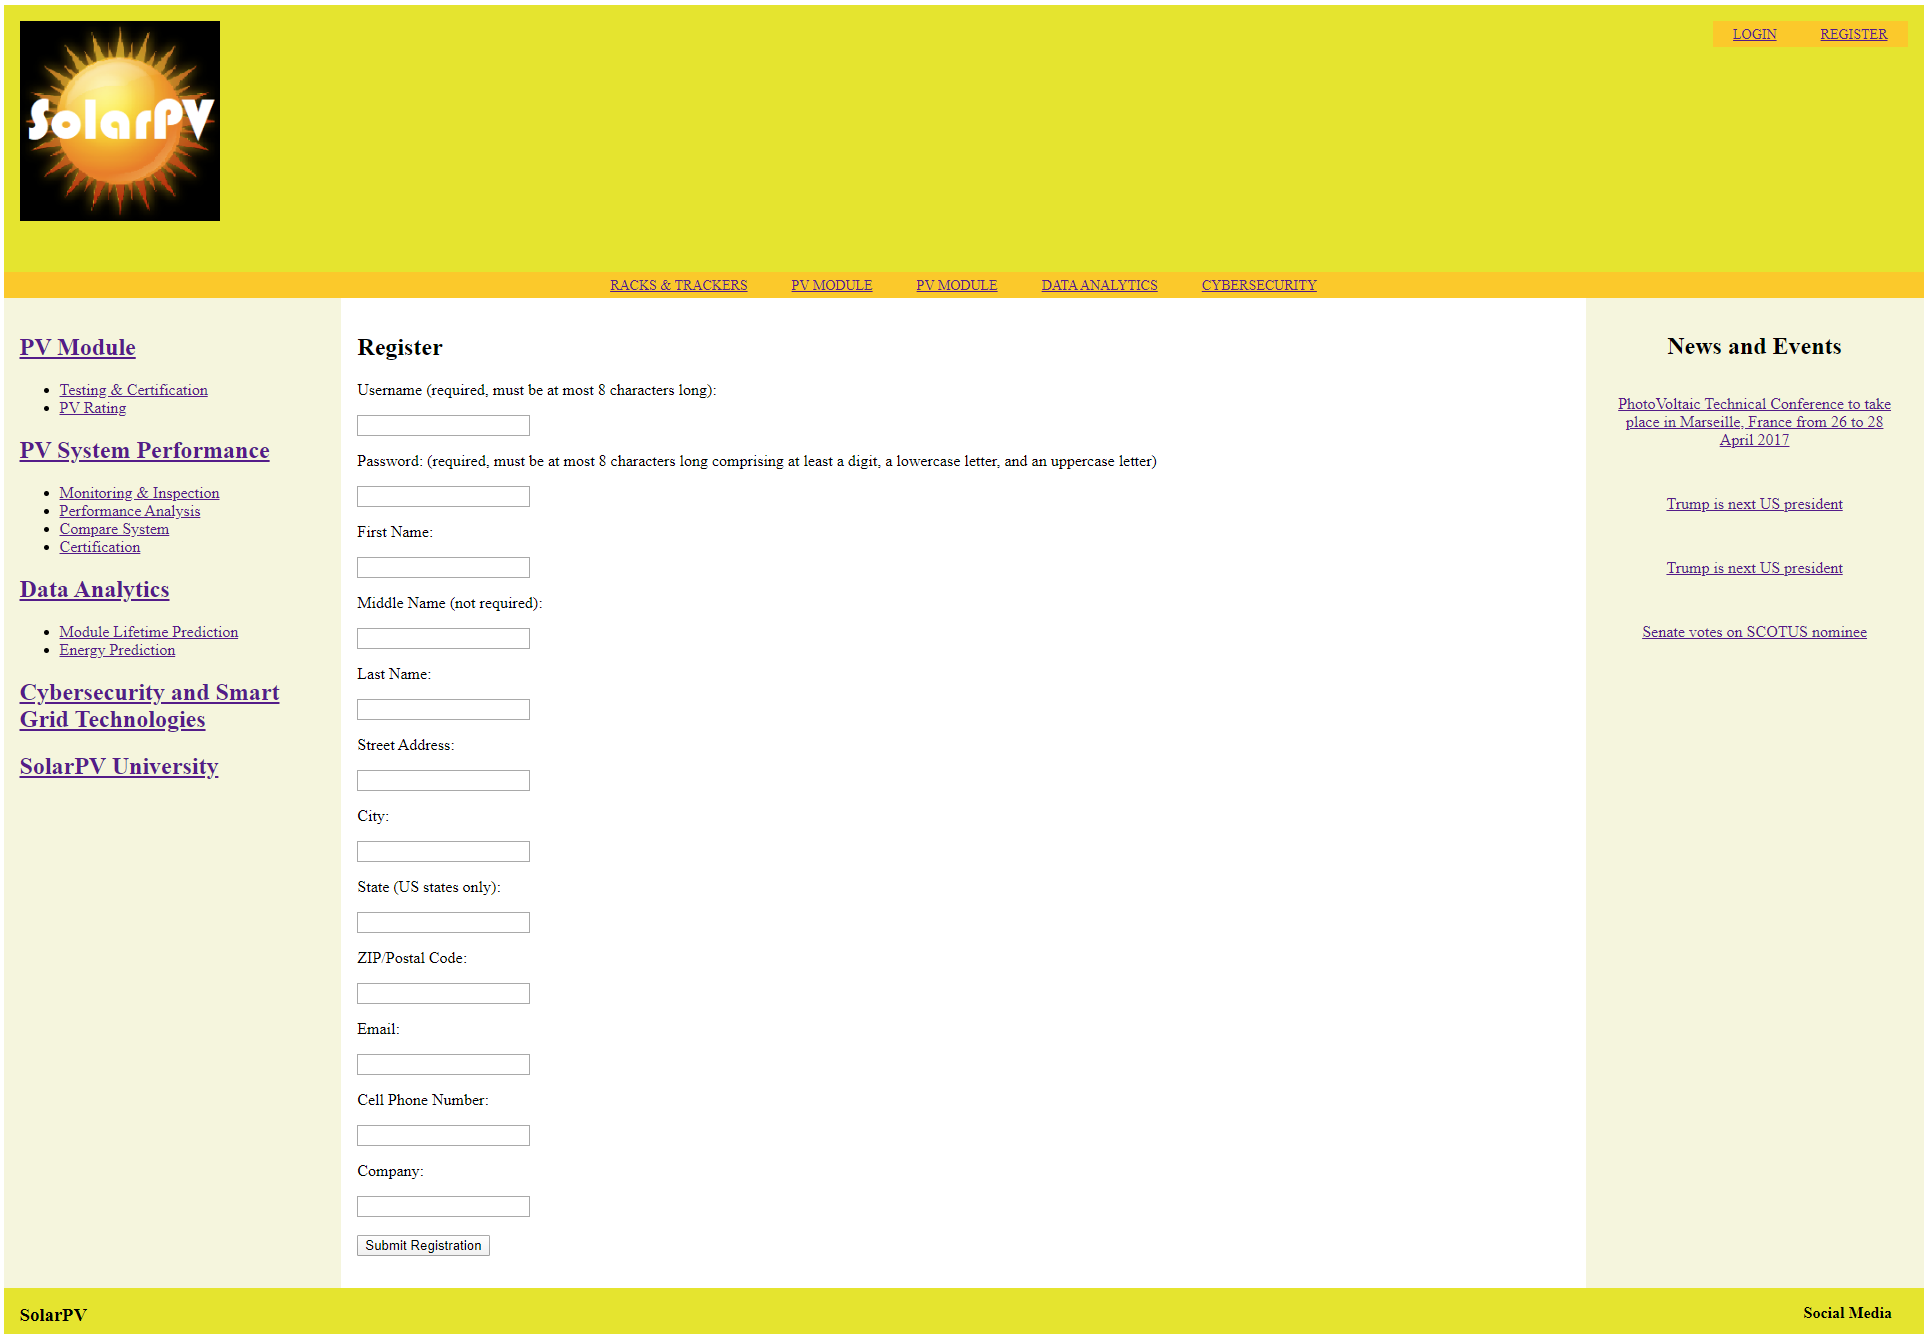 SolarPV
LOGIN REGISTER
RACKS & TRACKERS PV MODULE PV MODULE DATA ANALYTICS CYBERSECURITY
PV Module
Testing & Certification
PV Rating
PV System Performance
Monitoring & Inspection
Performance Analysis
Compare System
Certification
Data Analytics
Module Lifetime Prediction
Energy Prediction
Cybersecurity and Smart
Grid Technologies
SolarPV University
Register
Username (required, must be at most 8 characters long):
Password: (required, must be at most 8 characters long comprising at least a digit, a lowercase letter, and an uppercase letter)
First Name:
Middle Name (not required):
Last Name:
Street Address:
City:
State (US states only):
ZIP/Postal Code:
Email:
Cell Phone Number:
Company:
Submit Registration
News and Events
PhotoVoltaic Technical Conference to take
place in Marseille, France from 26 to 28
April 2017
Trump is next US president
Trump is next US president
Senate votes on SCOTUS nominee
SolarPV
Social Media